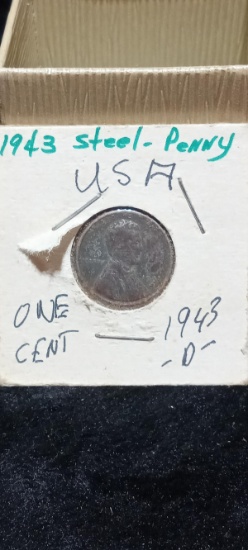 1943 Steel-Penny
USA
ONE
CENT
1943
-D-